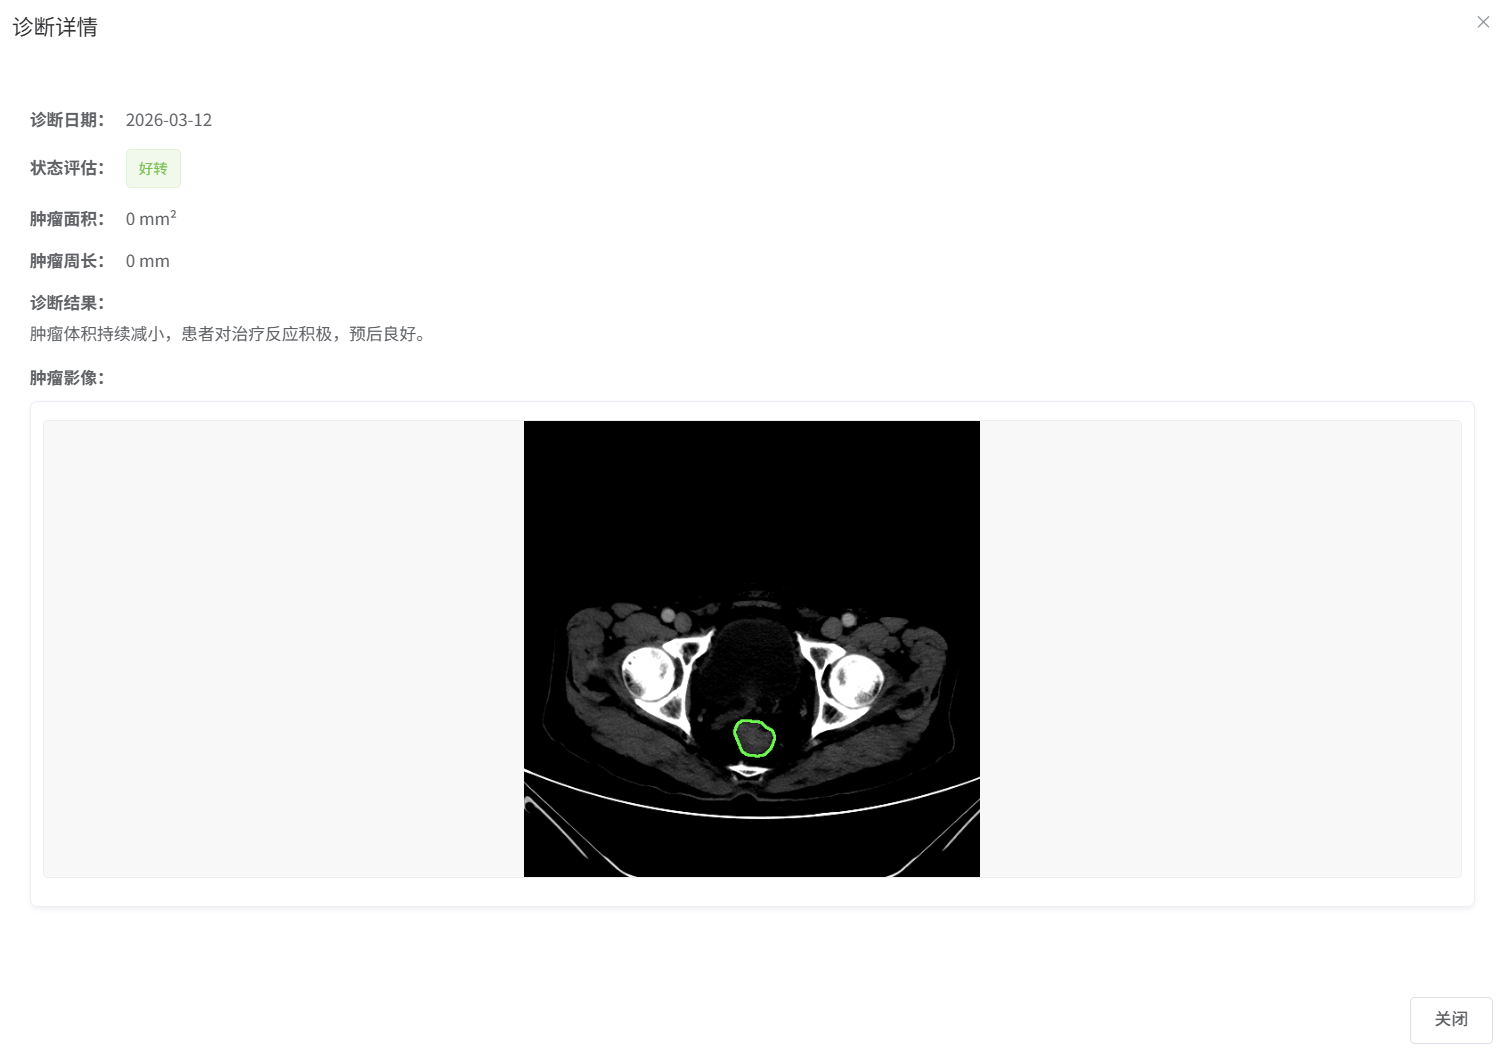 诊断详情
诊断日期： 2026-03-12
状态评估： 好转
肿瘤面积： 0 mm²
肿瘤周长： 0 mm
诊断结果：
肿瘤体积持续减小，患者对治疗反应积极，预后良好。
肿瘤影像：
关闭